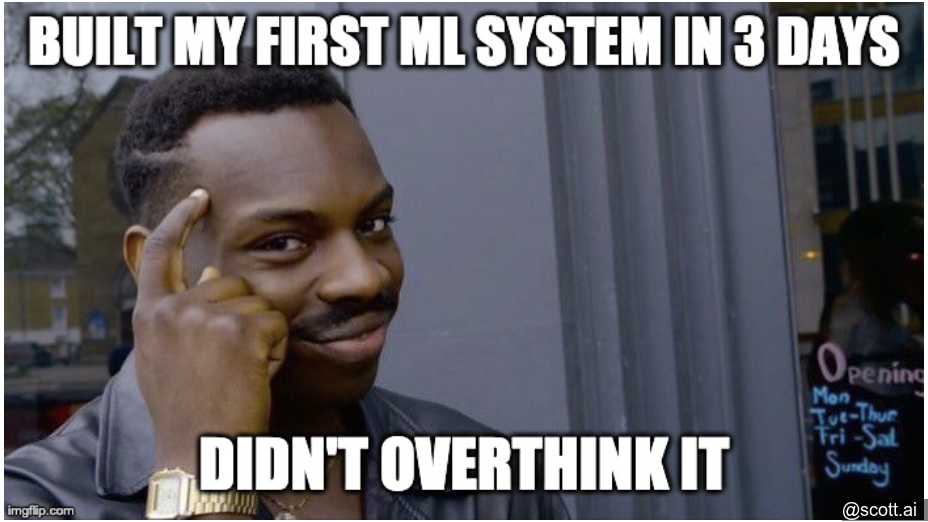 BUILT MY FIRST ML SYSTEM IN 3 DAYS
Opening
Mon
Tue-Thur
Fri -Sat
Sunday
DIDN'T OVERTHINK IT
imgflip.com
@scott.ai